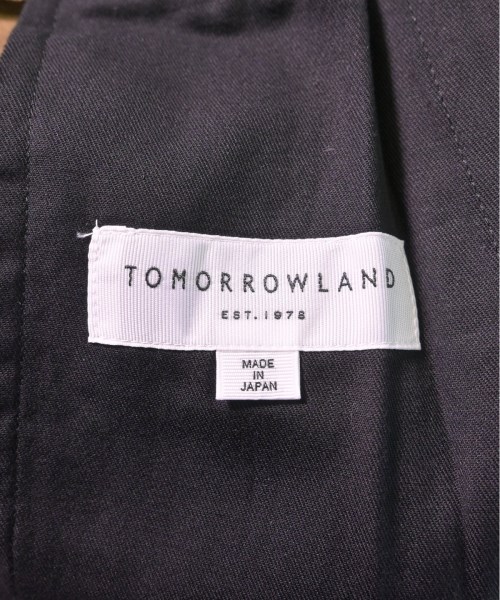 TOMORROWLAND
EST. 1978
MADE
IN
JAPAN